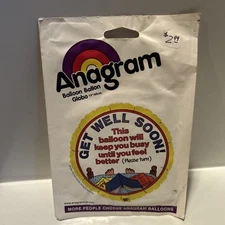 $2.99
Anagram
Balloon Ballon
Globo
GET WELL SOON!
This
balloon will
keep you busy
until you feel
better (Please turn)
MORE PEOPLE CHOOSE ANAGRAM BALLOONS